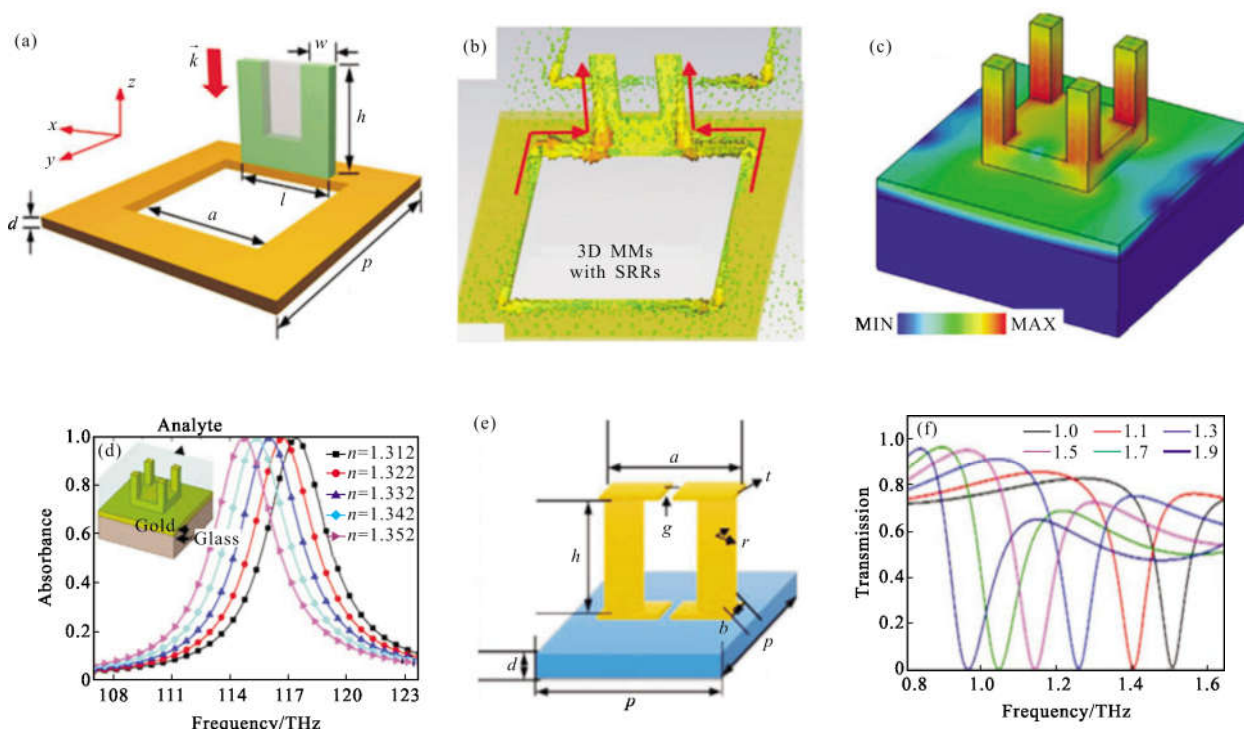 (a)
k
w
z
x
y
h
l
a
d
p
(b)
3D MMs
with SRRs
(c)
MIN
MAX
Analyte
(d)
Gold
Glass
n=1.312
n=1.322
n=1.332
n=1.342
n=1.352
Absorbance
1.0
0.8
0.6
0.4
0.2
0
108 111 114 117 120 123
Frequency/THz
(e)
a
t
g
h
r
b
d
p
p
(f)
1.0 1.1 1.3
1.5 1.7 1.9
Transmission
1.0
0.8
0.6
0.4
0.2
0
0.8 1.0 1.2 1.4 1.6
Frequency/THz